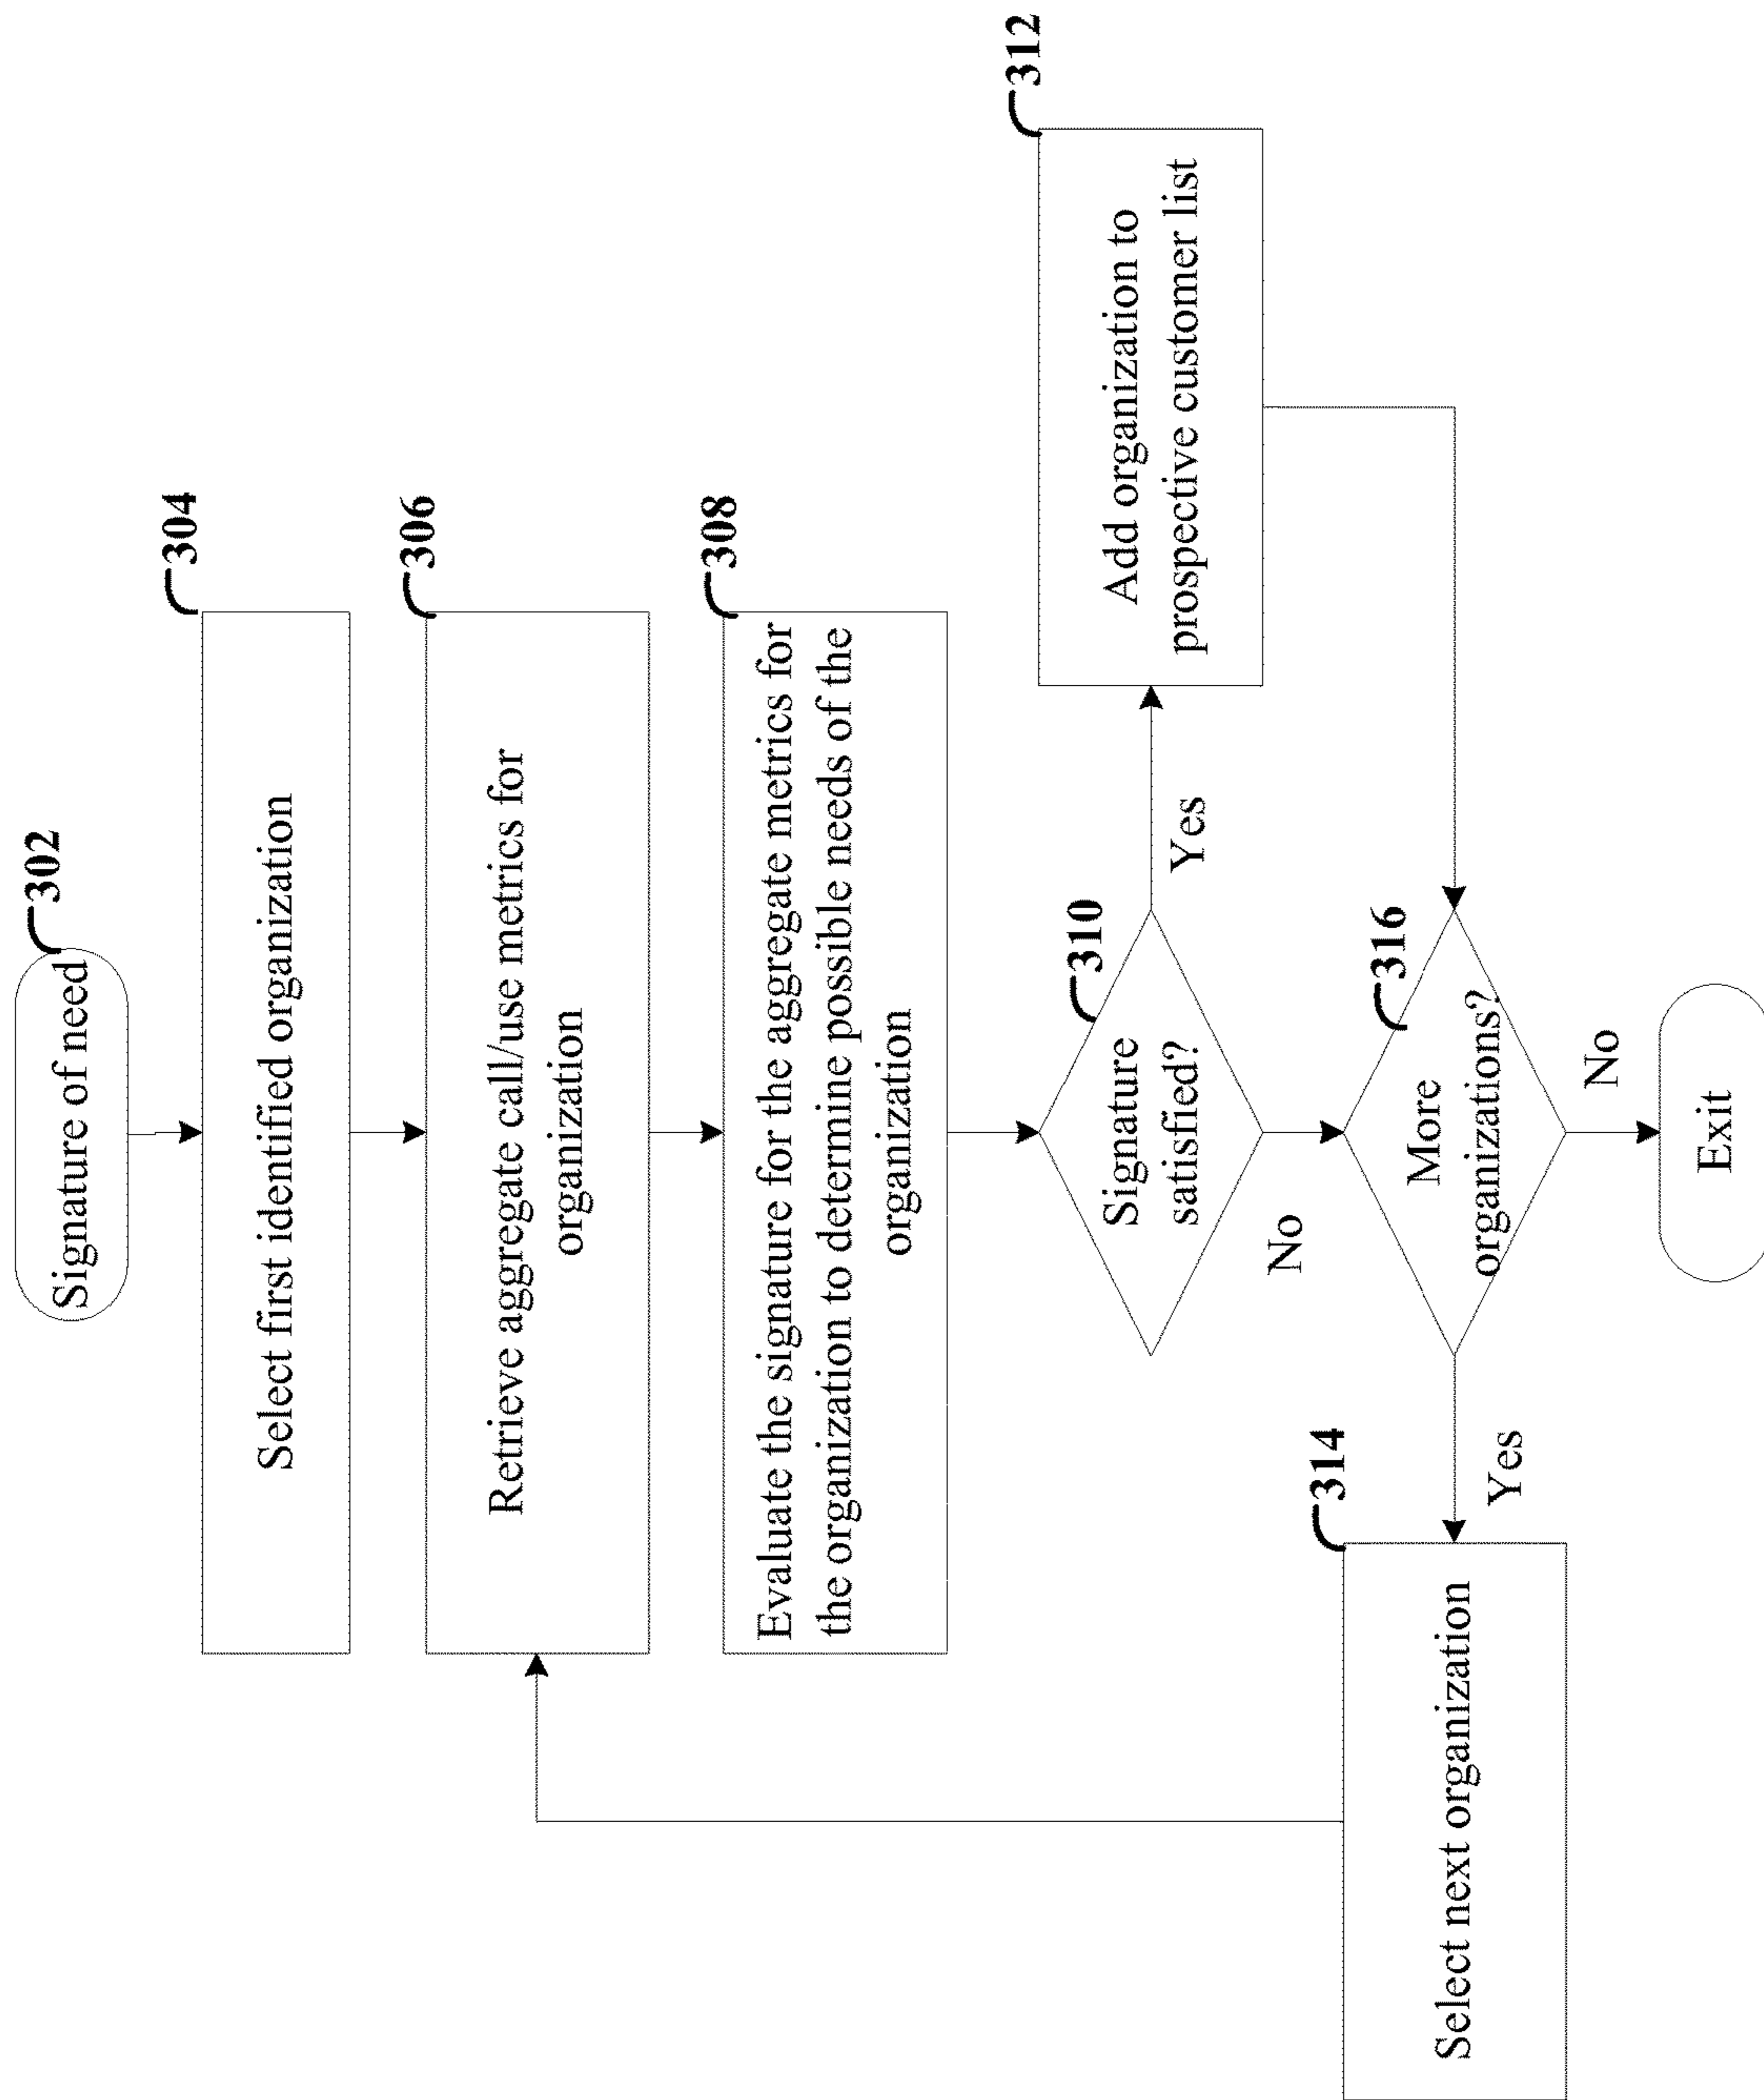 302
Signature of need
304
Select first identified organization
306
Retrieve aggregate call/use metrics for
organization
308
Evaluate the signature for the aggregate metrics for
the organization to determine possible needs of the
organization
310
Signature
satisfied?
Yes
No
312
Add organization to
prospective customer list
316
More
organizations?
Yes
No
314
Select next organization
Exit